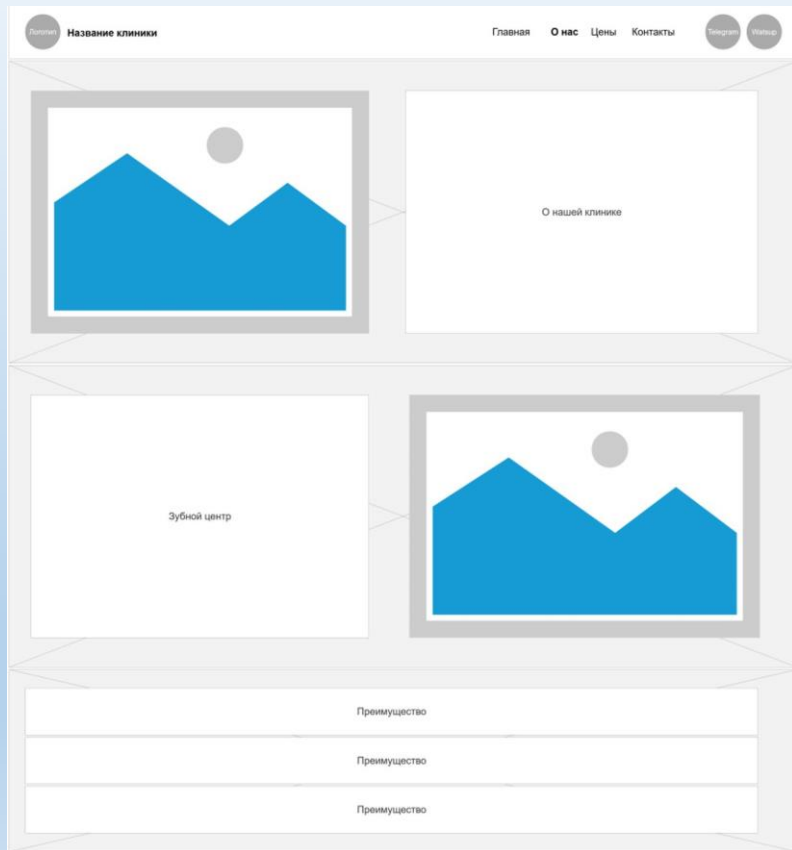 Логотип
Название клиники
Главная О нас Цены Контакты
Telegram
Watsup
О нашей клинике
Зубной центр
Преимущество
Преимущество
Преимущество